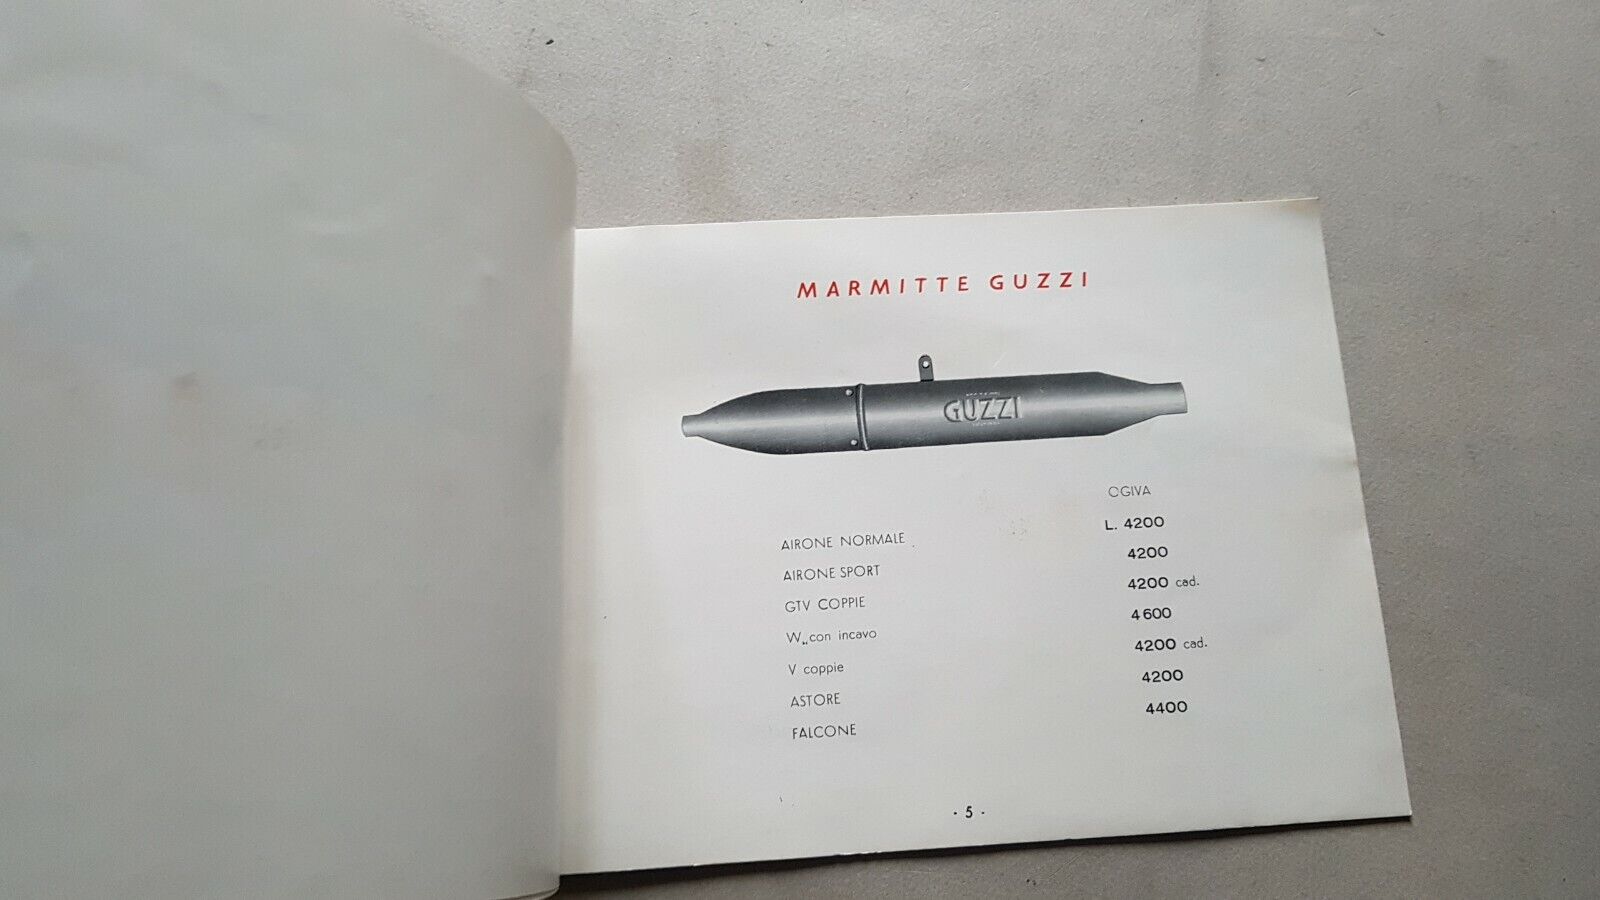 MARMITTE GUZZI
GUZZI
OGIVA
AIRONE NORMALE L. 4200
AIRONE SPORT 4200
GTV COPPIE 4200 cad.
W„ con incavo 4600
V coppie 4200 cad.
ASTORE 4200
FALCONE 4400
- 5 -